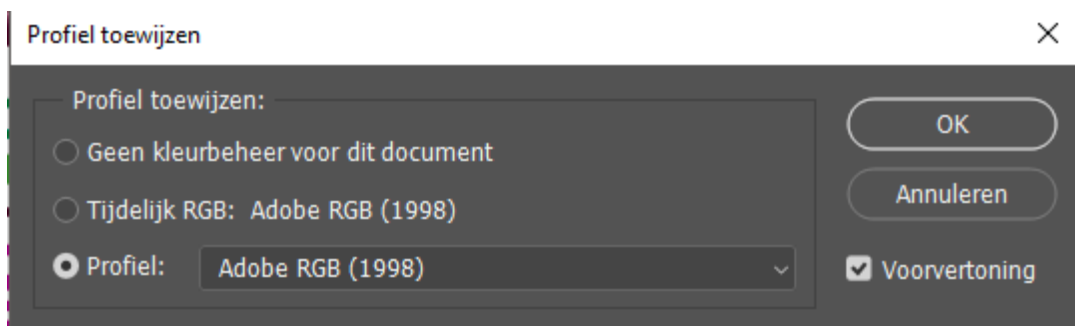 Profiel toewijzen
Profiel toewijzen:
Geen kleurbeheer voor dit document
Tijdelijk RGB: Adobe RGB (1998)
Profiel: Adobe RGB (1998)
OK
Annuleren
Voorvertoning